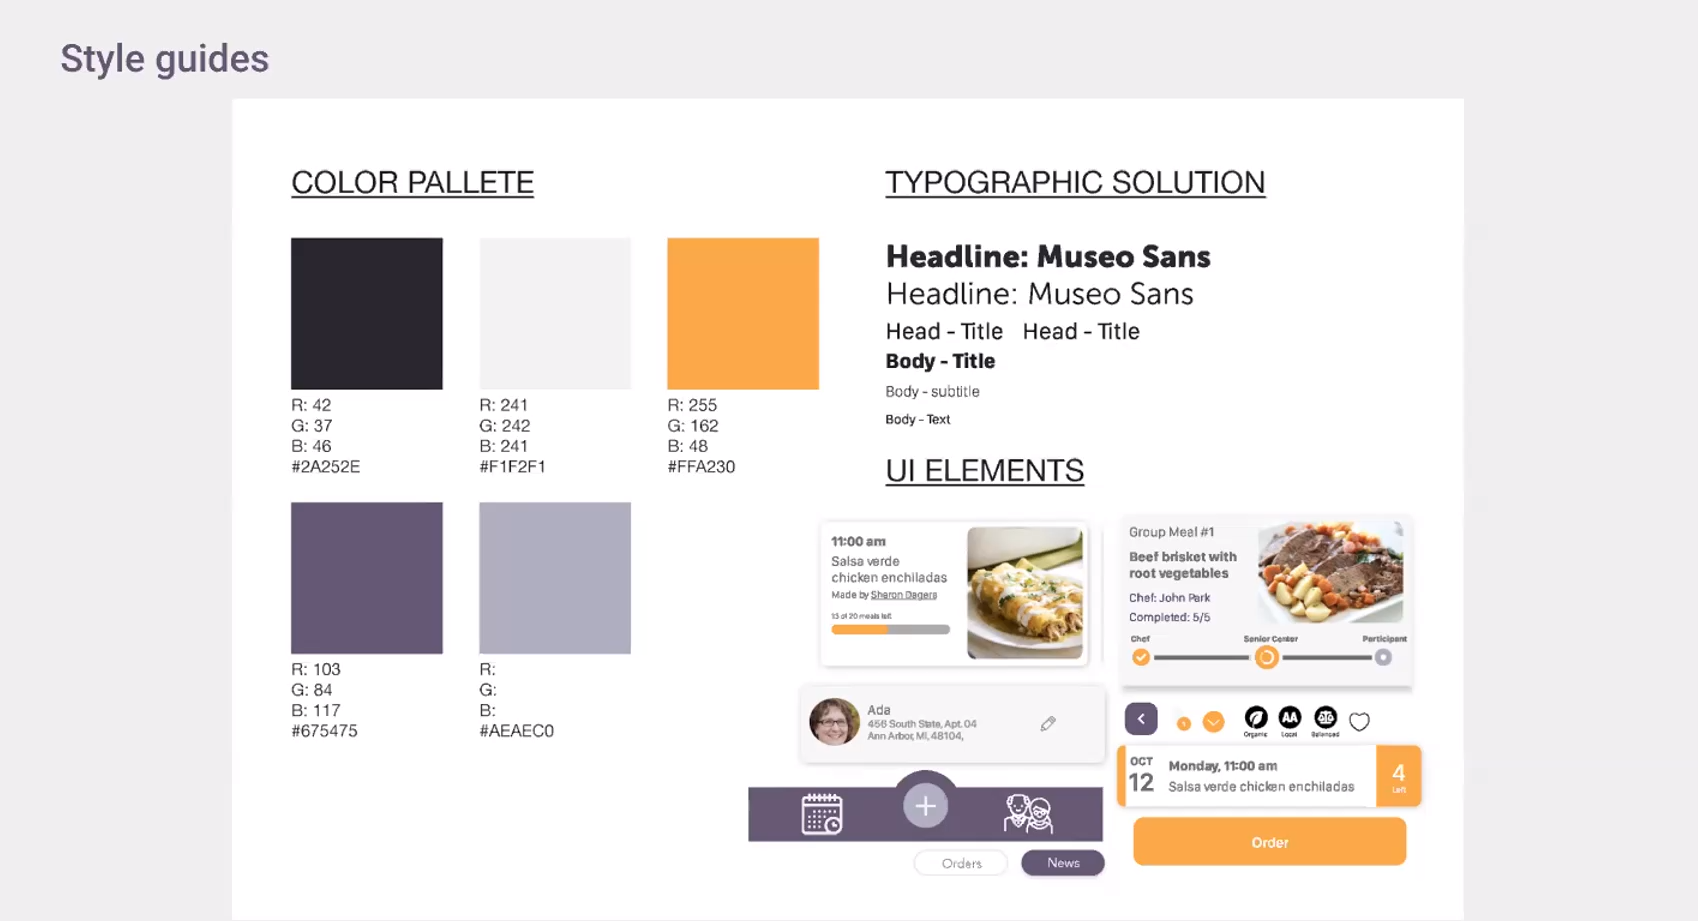 Style guides
COLOR PALLETE
R: 42
G: 37
B: 46
#2A252E
R: 241
G: 242
B: 241
#F1F2F1
R: 255
G: 162
B: 48
#FFA230
R: 103
G: 84
B: 117
#675475
R:
G:
B:
#AEAEC0
TYPOGRAPHIC SOLUTION
Headline: Museo Sans
Headline: Museo Sans
Head - Title Head - Title
Body - Title
Body - subtitle
Body - Text
UI ELEMENTS
11:00 am
Salsa verde
chicken enchiladas
Made by Sharon Dagers
13 of 20 meals left
Group Meal #1
Beef brisket with
root vegetables
Chef: John Park
Completed: 5/5
Chef Senior Center Participant
Ada
456 South State, Apt. 04
Ann Arbor, MI, 48104,
AA
Organic Local Balanced
OCT
12
Monday, 11:00 am
Salsa verde chicken enchiladas
4
Left
Orders News
Order